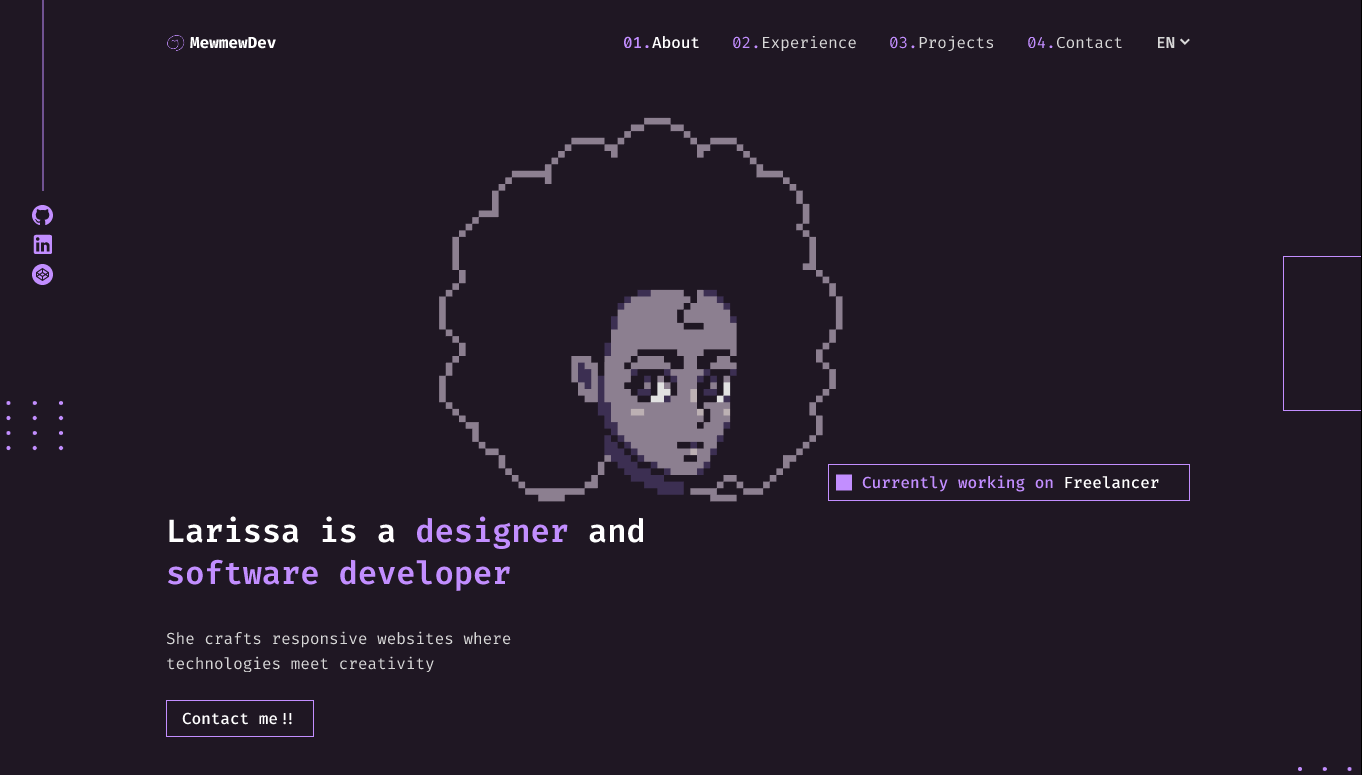 MewmewDev
01.About 02.Experience 03.Projects 04.Contact EN
Currently working on Freelancer
Larissa is a designer and
software developer
She crafts responsive websites where
technologies meet creativity
Contact me!!